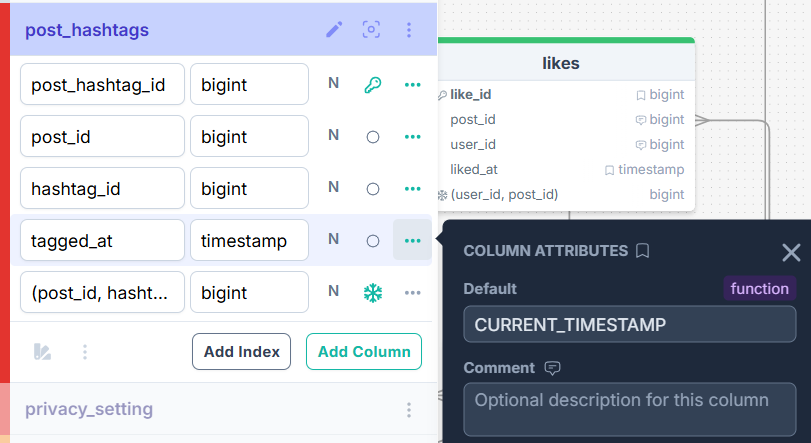 post_hashtags
post_hashtag_id bigint N
post_id bigint N
hashtag_id bigint N
tagged_at timestamp N
(post_id, hasht... bigint N
Add Index Add Column
privacy_setting
likes
like_id bigint
post_id bigint
user_id bigint
liked_at timestamp
(user_id, post_id) bigint
COLUMN ATTRIBUTES
Default function
CURRENT_TIMESTAMP
Comment
Optional description for this column